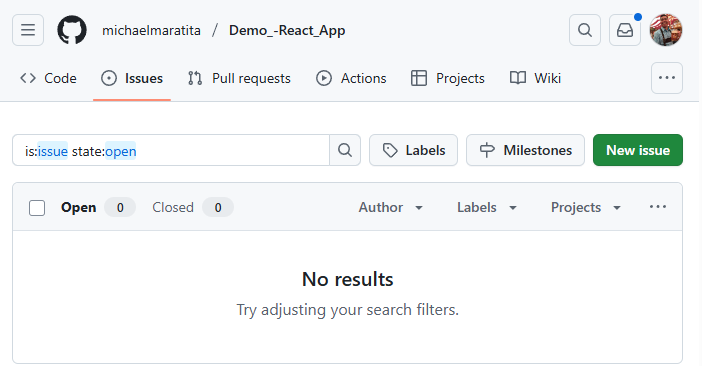 michaelmaratita / Demo_-React_App
Code Issues Pull requests Actions Projects Wiki
is:issue state:open Labels Milestones New issue
Open 0 Closed 0 Author Labels Projects
No results
Try adjusting your search filters.